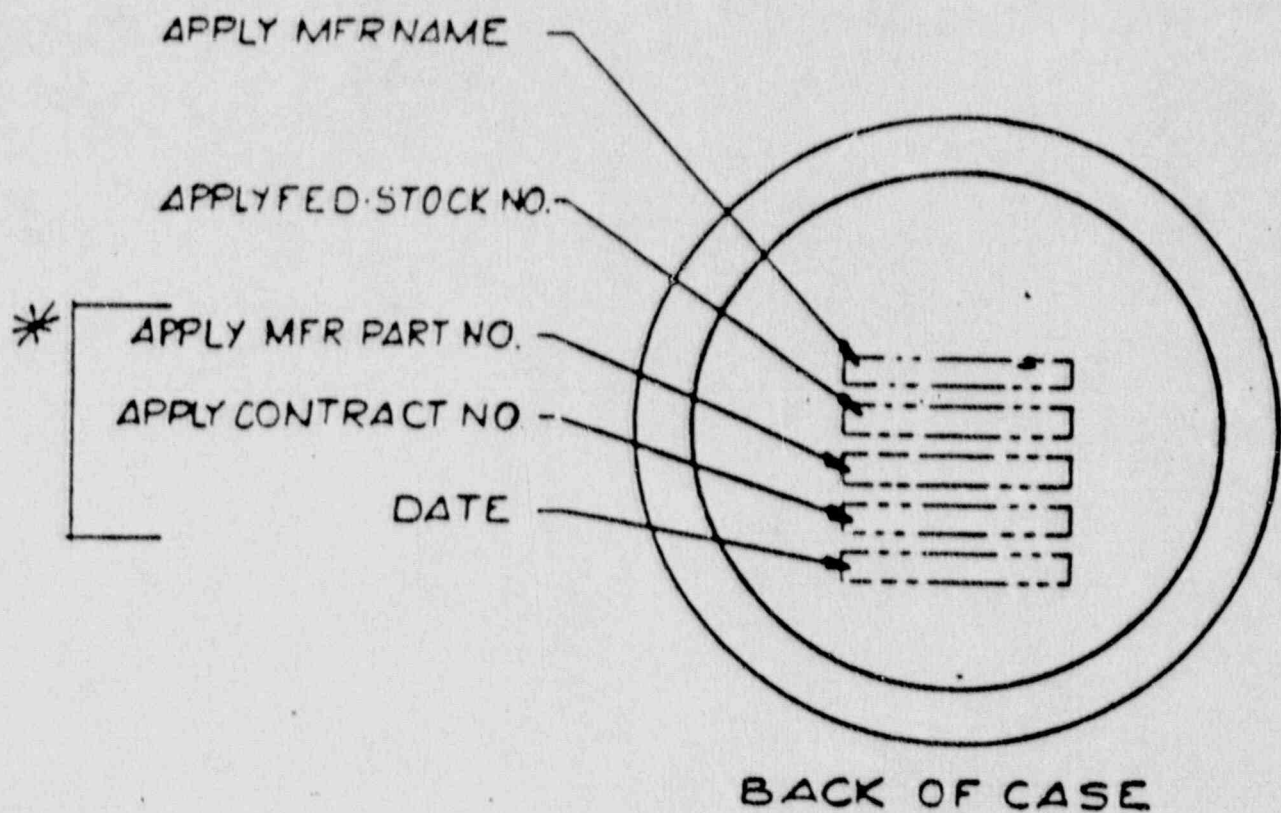 APPLY MFR NAME
APPLY FED. STOCK NO.
* APPLY MFR PART NO.
APPLY CONTRACT NO
DATE
BACK OF CASE